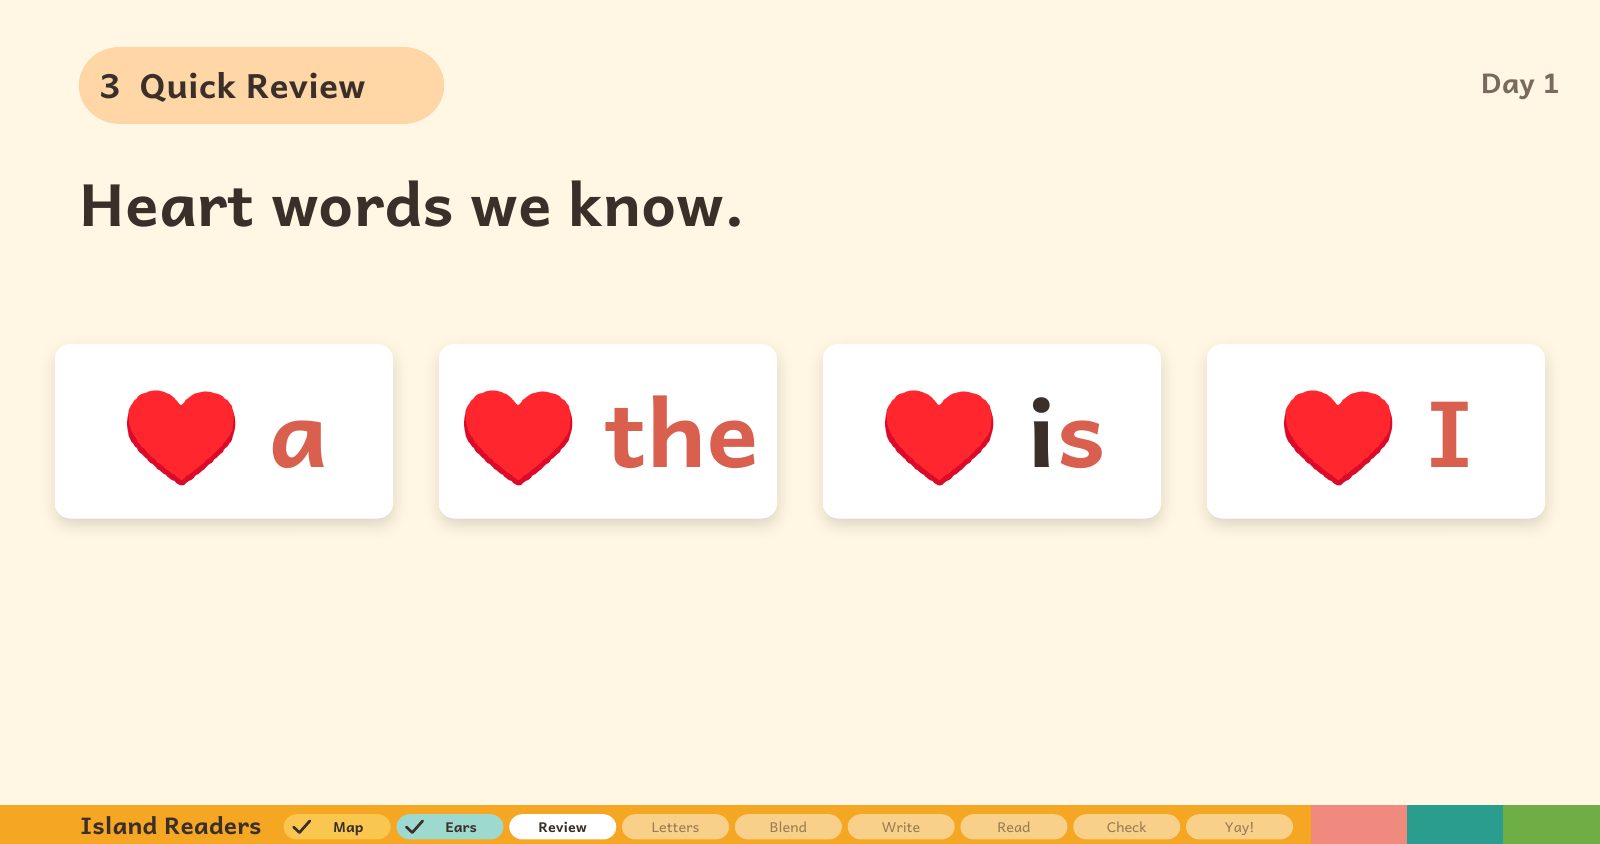 3 Quick Review
Day 1
Heart words we know.
a
the
is
I
Island Readers
Map
Ears
Review
Letters
Blend
Write
Read
Check
Yay!